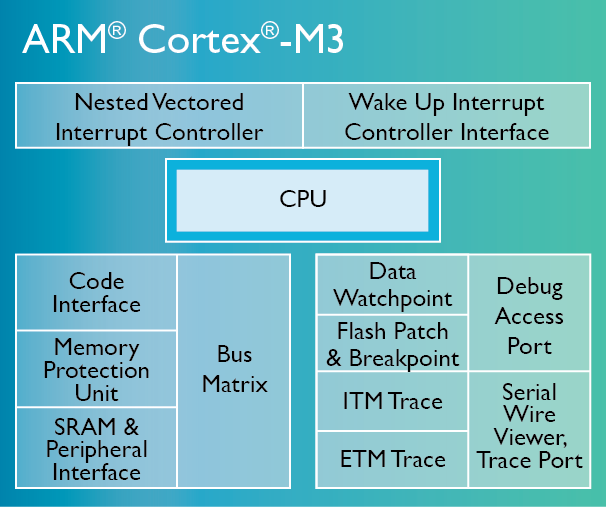 ARM® Cortex®-M3
Nested Vectored
Interrupt Controller
Wake Up Interrupt
Controller Interface
CPU
Code
Interface
Memory
Protection
Unit
SRAM &
Peripheral
Interface
Bus
Matrix
Data
Watchpoint
Flash Patch
& Breakpoint
ITM Trace
ETM Trace
Debug
Access
Port
Serial
Wire
Viewer,
Trace Port